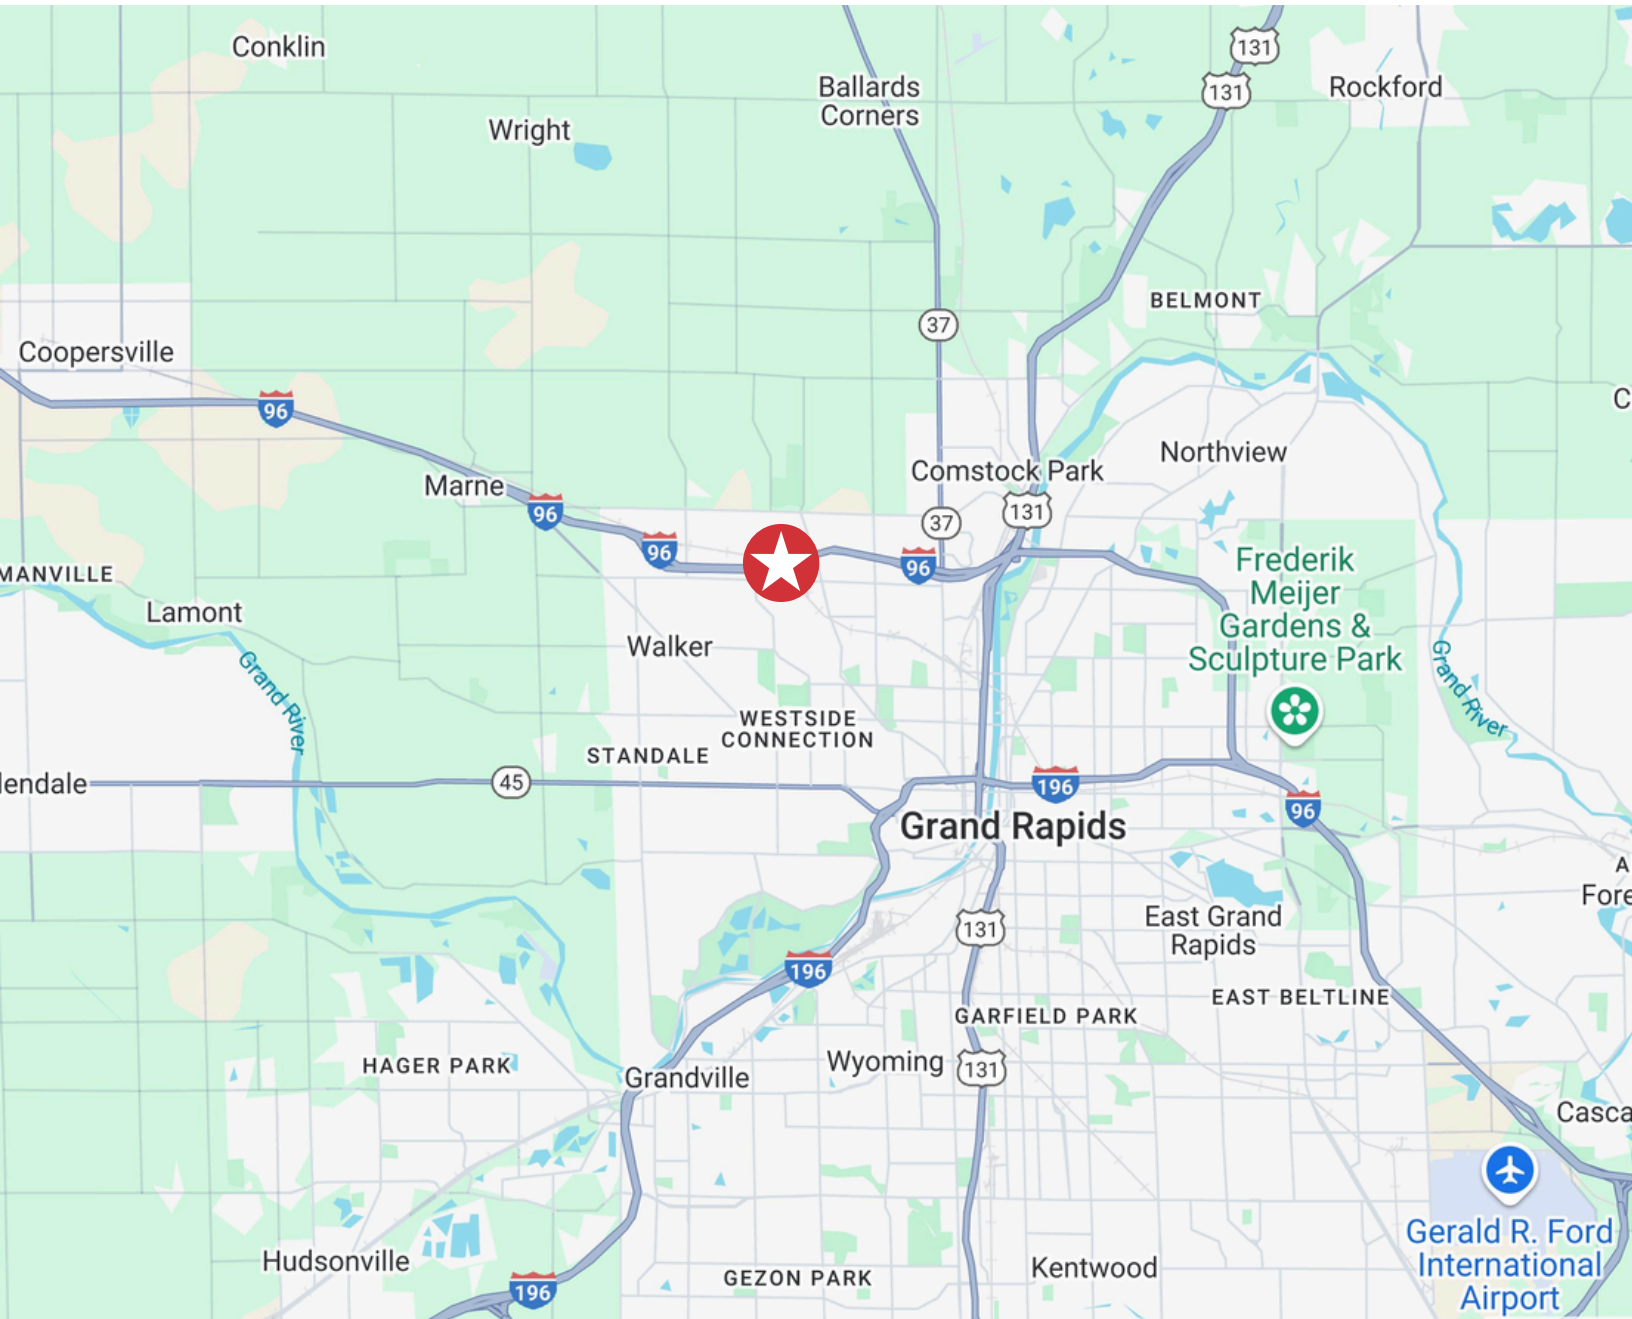 Conklin
131
131
Ballards
Corners
Rockford
Wright
BELMONT
37
Coopersville
96
Northview
Comstock Park
Marne
96
131
37
96
96
Frederik
Meijer
Gardens &
Sculpture Park
MANVILLE
Lamont
Walker
Grand River
Grand River
WESTSIDE
CONNECTION
STANDALE
lendale
45
196
96
Grand Rapids
Fore
East Grand
Rapids
131
196
EAST BELTLINE
GARFIELD PARK
HAGER PARK
Grandville
Wyoming
131
Casca
Gerald R. Ford
International
Airport
Hudsonville
GEZON PARK
Kentwood
196